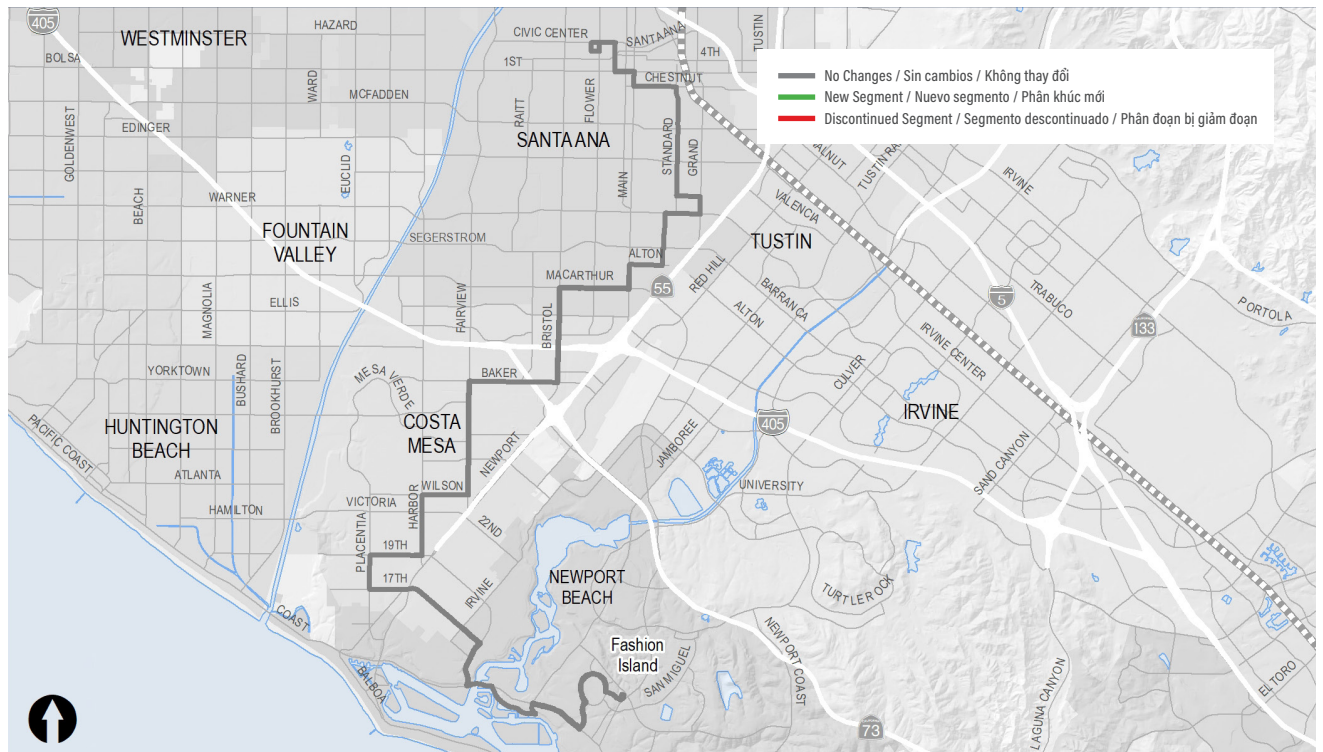 405
WESTMINSTER
HAZARD
CIVIC CENTER
SANTA ANA
TUSTIN
BOLSA
1ST
4TH
CHESTNUT
No Changes / Sin cambios / Không thay đổi
New Segment / Nuevo segmento / Phân khúc mới
Discontinued Segment / Segmento descontinuado / Phân đoạn bị giảm đoạn
WARD
MCFADDEN
RAITT
FLOWER
EDINGER
GOLDENWEST
SANTA ANA
STANDARD
GRAND
ALNUT
TUSTIN RA
IRVINE
EUCLID
MAIN
BEACH
WARNER
VALENCIA
FOUNTAIN
VALLEY
SEGERSTROM
TUSTIN
ALTON
MACARTHUR
RED HILL
BARRANCA
55
5
TRABUCO
PORTOLA
133
MAGNOLIA
ELLIS
FAIRVIEW
BRISTOL
ALTON
IRVINE CENTER
YORKTOWN
BUSHARD
BROOKHURST
MESA VERDE
BAKER
CULVER
HUNTINGTON
BEACH
COSTA
MESA
IRVINE
405
PACIFIC COAST
NEWPORT
JAMBOREE
SAND CANYON
ATLANTA
WILSON
UNIVERSITY
HAMILTON
VICTORIA
HARBOR
PLACENTIA
22ND
19TH
17TH
IRVINE
NEWPORT
BEACH
TURTLE ROCK
COAST
Fashion
Island
SAN MIGUEL
NEWPORT COAST
BALBOA
EL TORO
LAGUNA CANYON
73